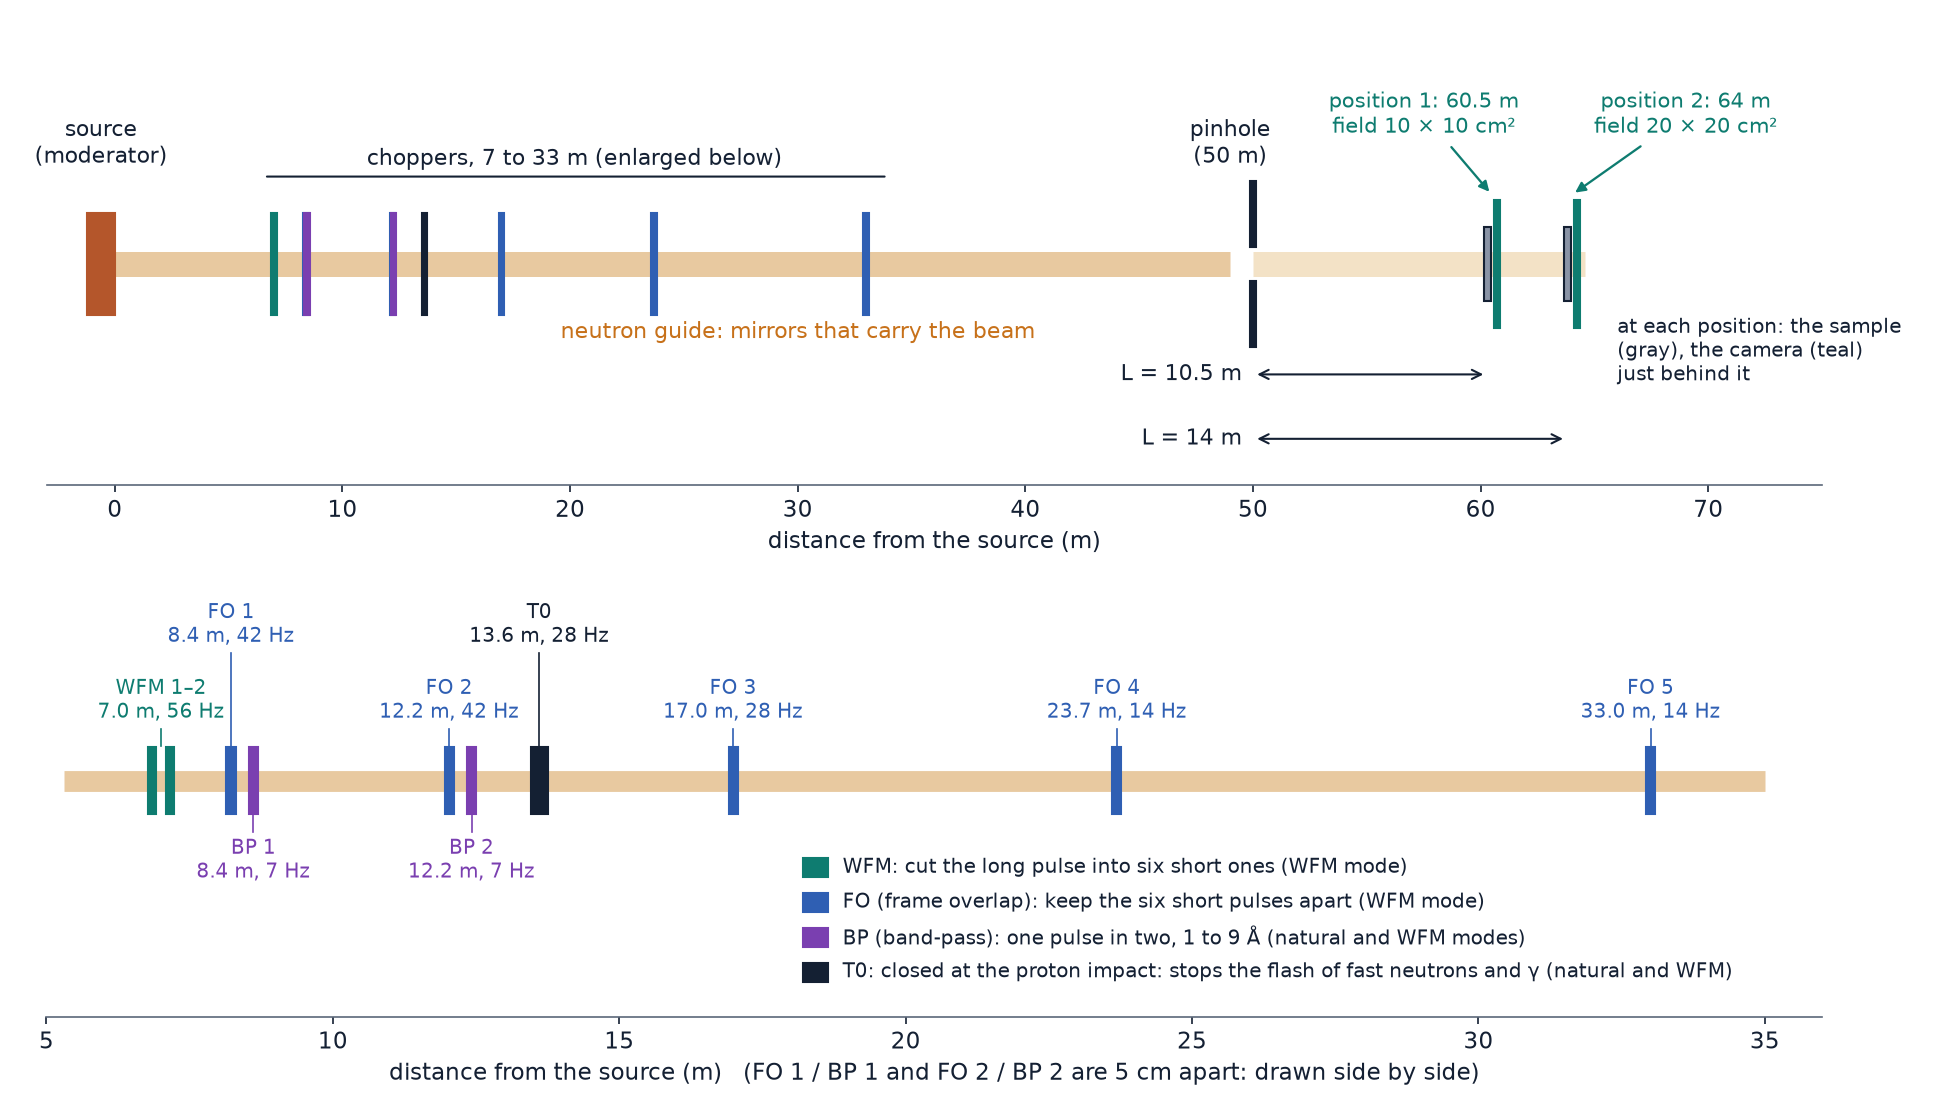 position 1: 60.5 m
field 10 × 10 cm²
position 2: 64 m
field 20 × 20 cm²
source
(moderator)
choppers, 7 to 33 m (enlarged below)
pinhole
(50 m)
neutron guide: mirrors that carry the beam
at each position: the sample
(gray), the camera (teal)
just behind it
L = 10.5 m
L = 14 m
0
10
20
30
40
50
60
70
distance from the source (m)
FO 1
8.4 m, 42 Hz
T0
13.6 m, 28 Hz
WFM 1–2
7.0 m, 56 Hz
FO 2
12.2 m, 42 Hz
FO 3
17.0 m, 28 Hz
FO 4
23.7 m, 14 Hz
FO 5
33.0 m, 14 Hz
BP 1
8.4 m, 7 Hz
BP 2
12.2 m, 7 Hz
WFM: cut the long pulse into six short ones (WFM mode)
FO (frame overlap): keep the six short pulses apart (WFM mode)
BP (band-pass): one pulse in two, 1 to 9 Å (natural and WFM modes)
T0: closed at the proton impact: stops the flash of fast neutrons and γ (natural and WFM)
5
10
15
20
25
30
35
distance from the source (m) (FO 1 / BP 1 and FO 2 / BP 2 are 5 cm apart: drawn side by side)